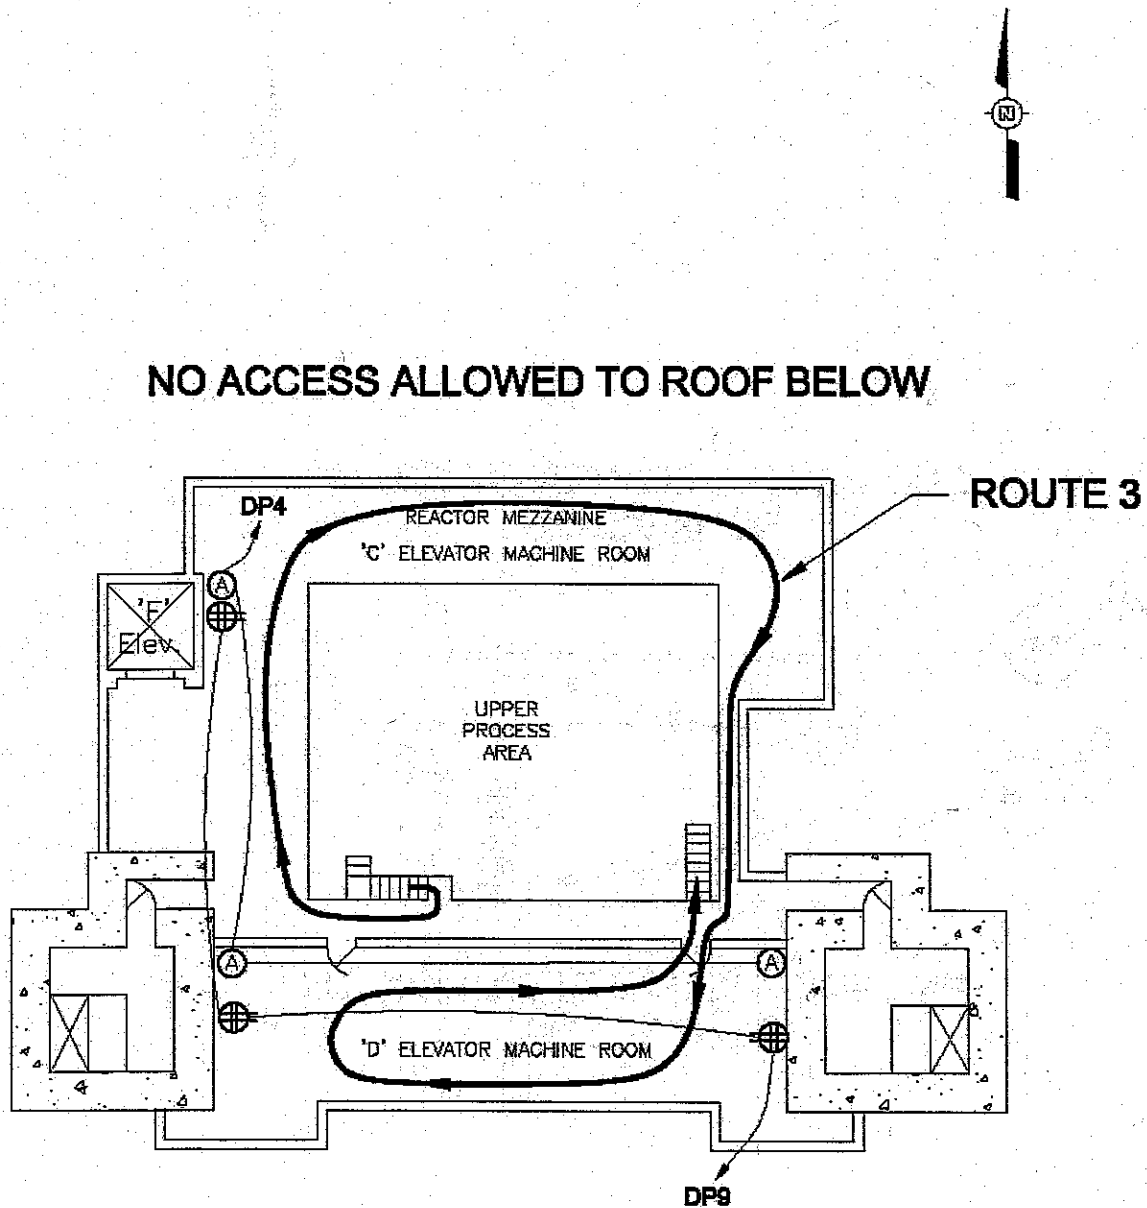 N
NO ACCESS ALLOWED TO ROOF BELOW
ROUTE 3
DP4
REACTOR MEZZANINE
'C' ELEVATOR MACHINE ROOM
A
'F'
Elev.
UPPER
PROCESS
AREA
A
A
'D' ELEVATOR MACHINE ROOM
DP9